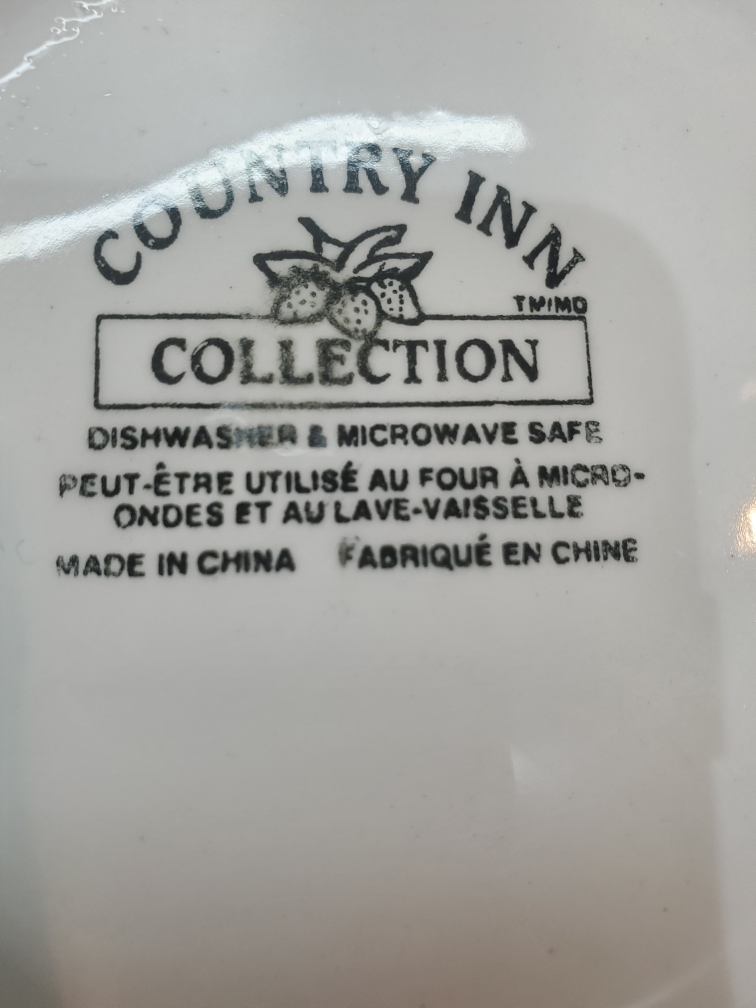 COUNTRY INN
TM/MD
COLLECTION
DISHWASHER & MICROWAVE SAFE
PEUT-ÊTRE UTILISÉ AU FOUR À MICRO-
ONDES ET AU LAVE-VAISSELLE
MADE IN CHINA FABRIQUÉ EN CHINE